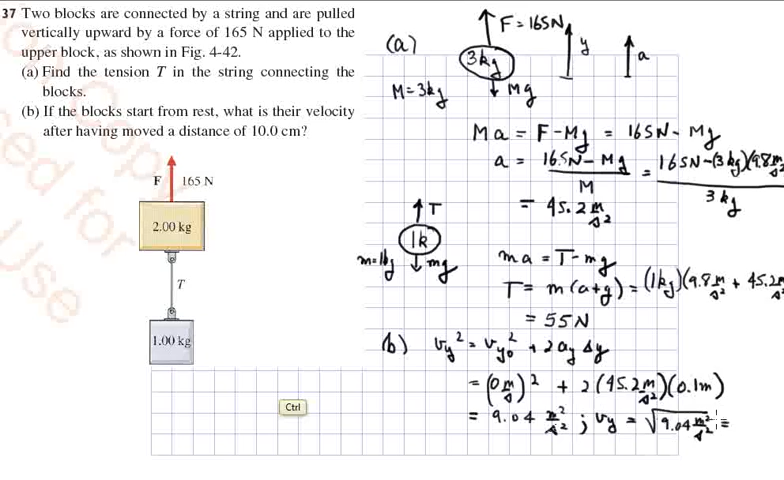 37 Two blocks are connected by a string and are pulled
vertically upward by a force of 165 N applied to the
upper block, as shown in Fig. 4-42.
(a) Find the tension T in the string connecting the
blocks.
(b) If the blocks start from rest, what is their velocity
after having moved a distance of 10.0 cm?
F 165 N
2.00 kg
T
1.00 kg
Ctrl
(a) F = 165N
3kg y a
M = 3kg Mg
Ma = F - Mg = 165N - Mg
a = (165N - Mg)/M = (165N - (3kg)(9.8 m
3kg
= 45.2 m/s²
T
1k
m = 1kg mg
ma = T - mg
T = m(a+g) = (1kg)(9.8 m/s² + 45.2
= 55N
(b) vy² = vy0² + 2ay Δy
= (0 m/s)² + 2(45.2 m/s²)(0.1m)
= 9.04 m²/s² ; vy = √9.04 m²/s² =